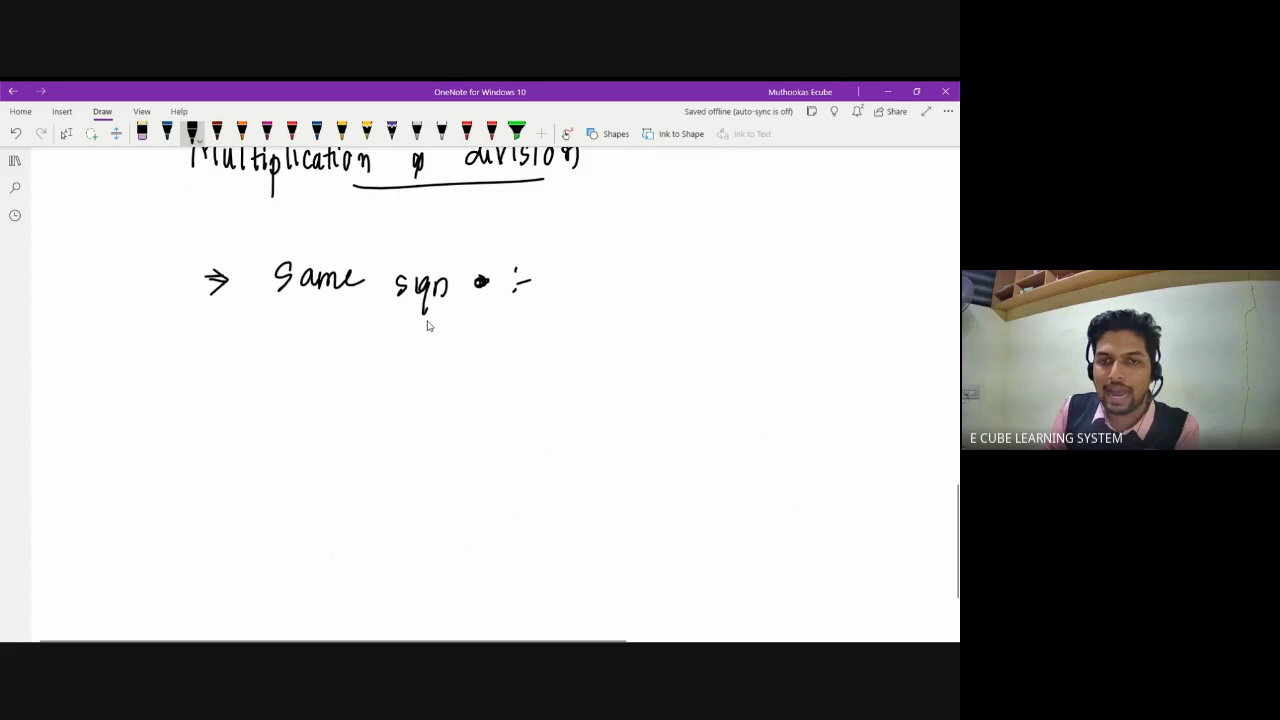 OneNote for Windows 10
Muthookas Ecube
Home Insert Draw View Help
Saved offline (auto-sync is off)
Share
Shapes
Ink to Shape
Ink to Text
Multiplication & division
⇒ Same sign • :-
E CUBE LEARNING SYSTEM